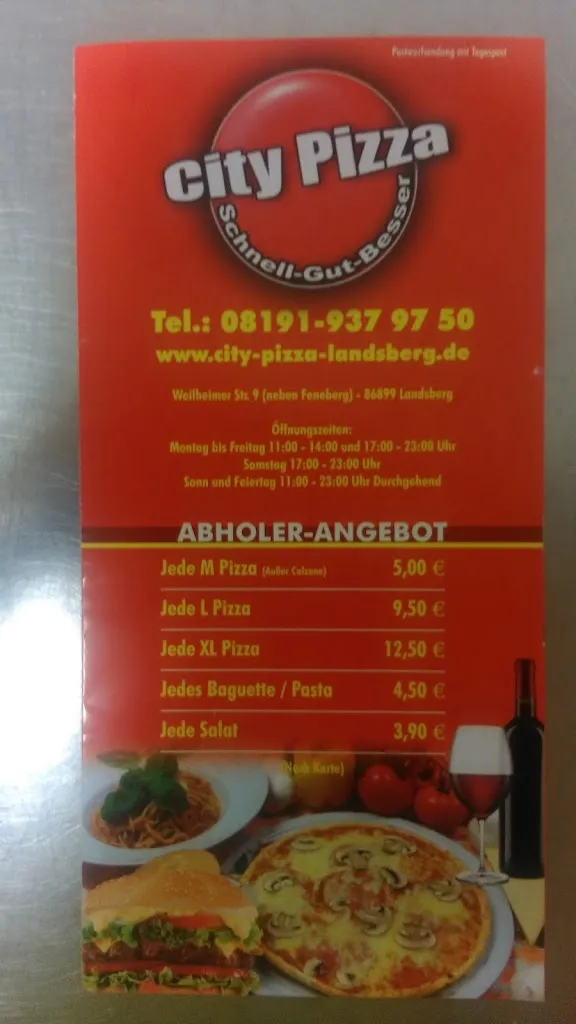 Postwurfsendung mit Tagespost
City Pizza
Schnell-Gut-Besser
Tel.: 08191-937 97 50
www.city-pizza-landsberg.de
Weilheimer Str. 9 (neben Feneberg) - 86899 Landsberg
Öffnungszeiten:
Montag bis Freitag 11:00 - 14:00 und 17:00 - 23:00 Uhr
Samstag 17:00 - 23:00 Uhr
Sonn und Feiertag 11:00 - 23:00 Uhr Durchgehend
ABHOLER-ANGEBOT
Jede M Pizza (Außer Calzone) 5,00 €
Jede L Pizza 9,50 €
Jede XL Pizza 12,50 €
Jedes Baguette / Pasta 4,50 €
Jede Salat 3,90 €
(Nach Karte)